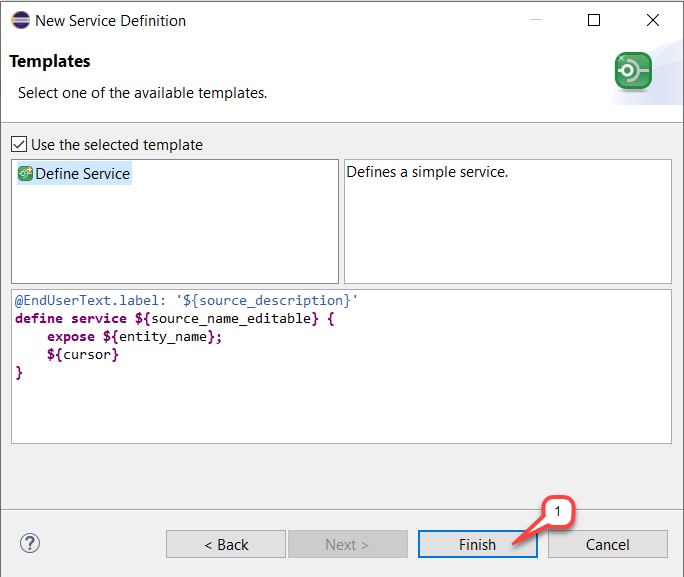 New Service Definition
Templates
Select one of the available templates.
Use the selected template
Define Service
Defines a simple service.
@EndUserText.label: '${source_description}'
define service ${source_name_editable} {
expose ${entity_name};
${cursor}
}
1
?
< Back
Next >
Finish
Cancel